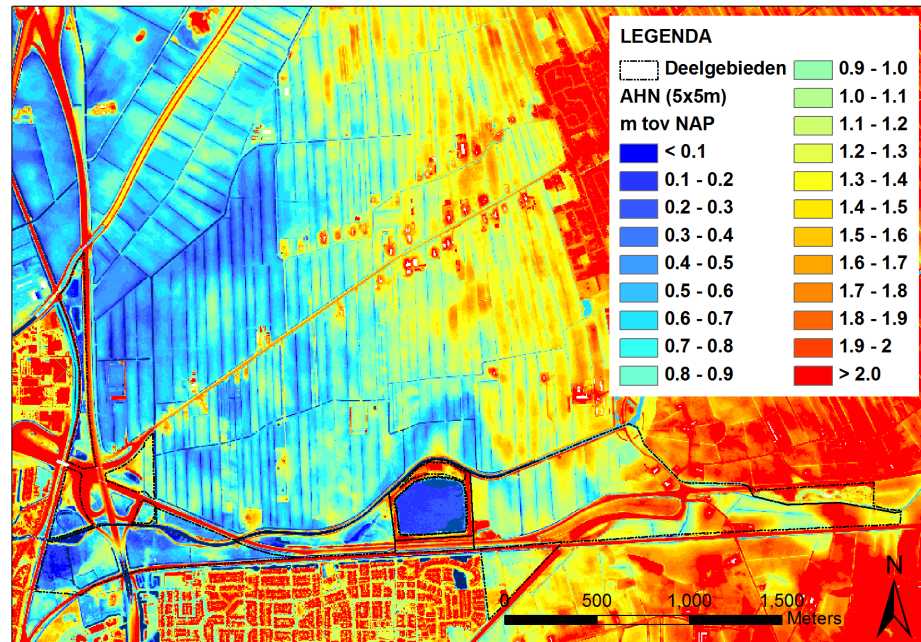 LEGENDA
Deelgebieden
AHN (5x5m)
m tov NAP
< 0.1
0.1 - 0.2
0.2 - 0.3
0.3 - 0.4
0.4 - 0.5
0.5 - 0.6
0.6 - 0.7
0.7 - 0.8
0.8 - 0.9
0.9 - 1.0
1.0 - 1.1
1.1 - 1.2
1.2 - 1.3
1.3 - 1.4
1.4 - 1.5
1.5 - 1.6
1.6 - 1.7
1.7 - 1.8
1.8 - 1.9
1.9 - 2
> 2.0
N
0 500 1,000 1,500
Meters